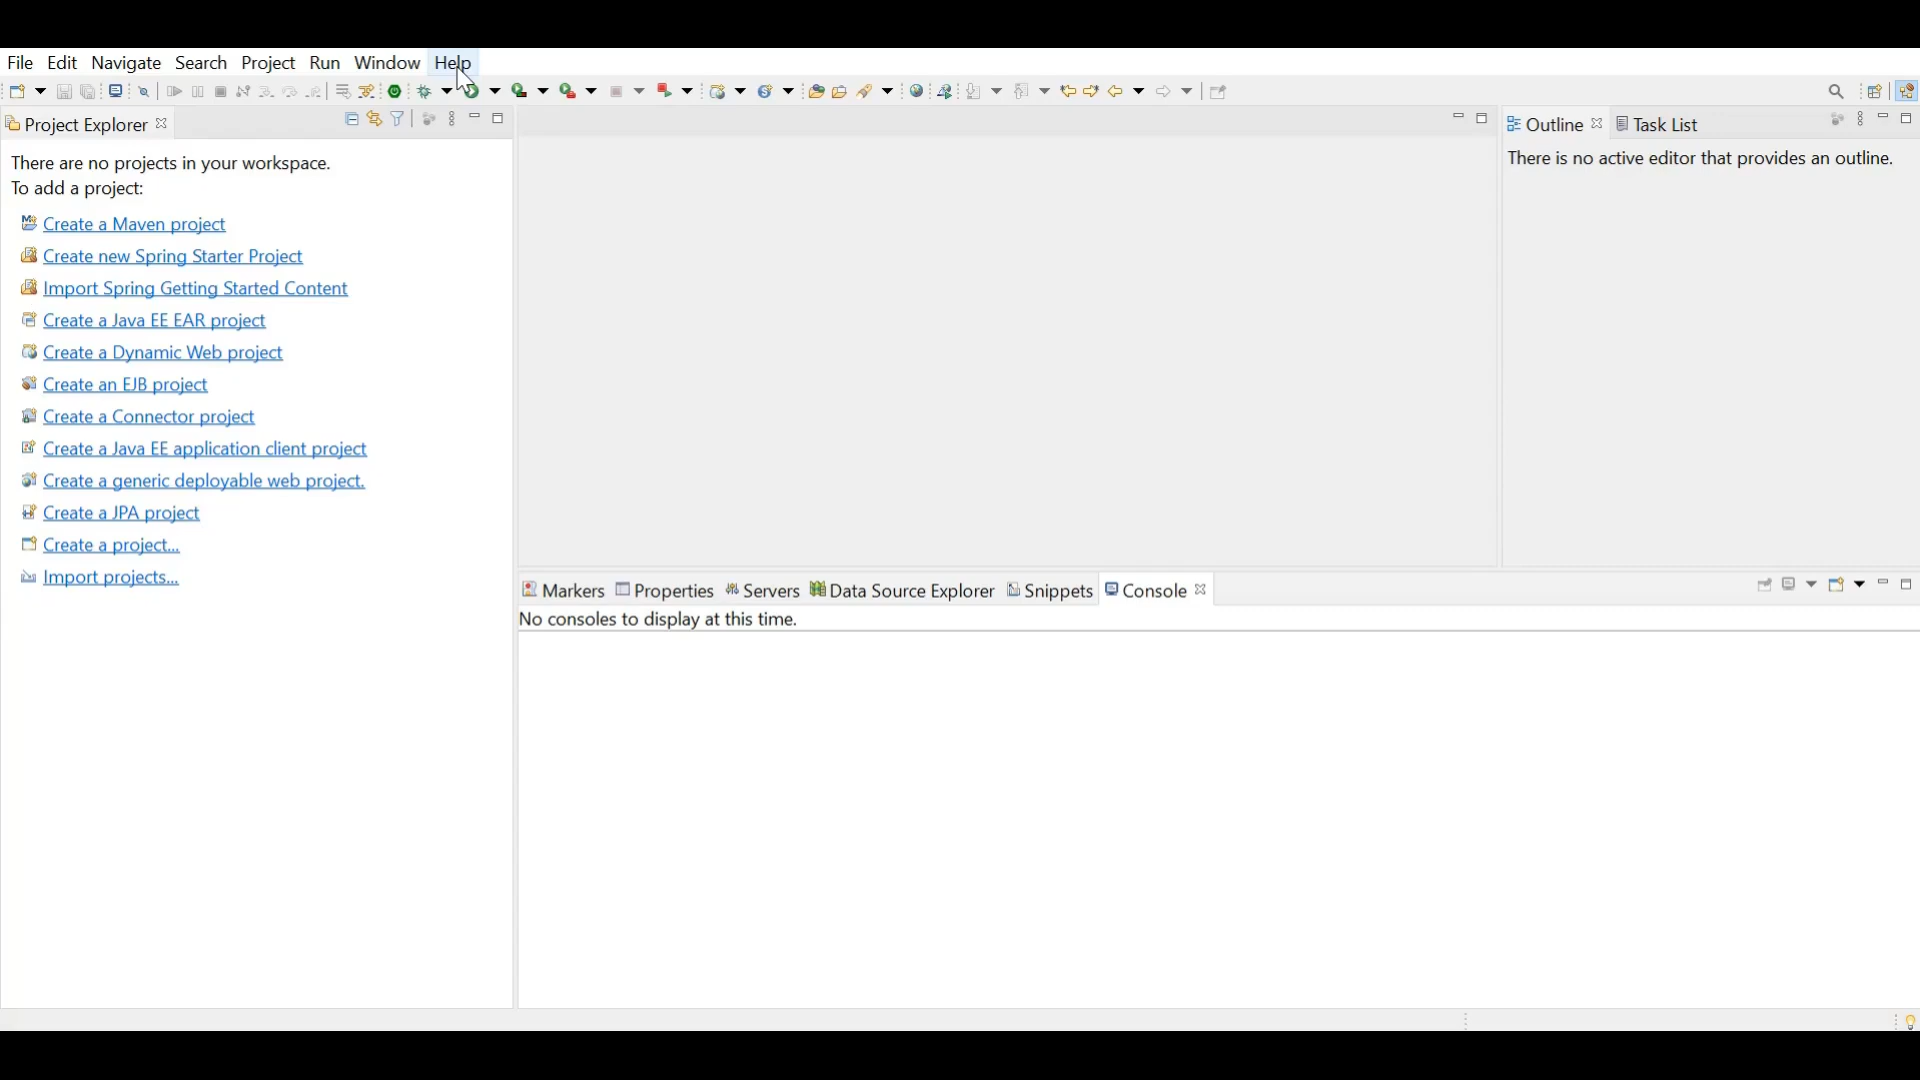 File Edit Navigate Search Project Run Window Help
Project Explorer
There are no projects in your workspace.
To add a project:
Create a Maven project
Create new Spring Starter Project
Import Spring Getting Started Content
Create a Java EE EAR project
Create a Dynamic Web project
Create an EJB project
Create a Connector project
Create a Java EE application client project
Create a generic deployable web project.
Create a JPA project
Create a project...
Import projects...
Outline Task List
There is no active editor that provides an outline.
Markers Properties Servers Data Source Explorer Snippets Console
No consoles to display at this time.